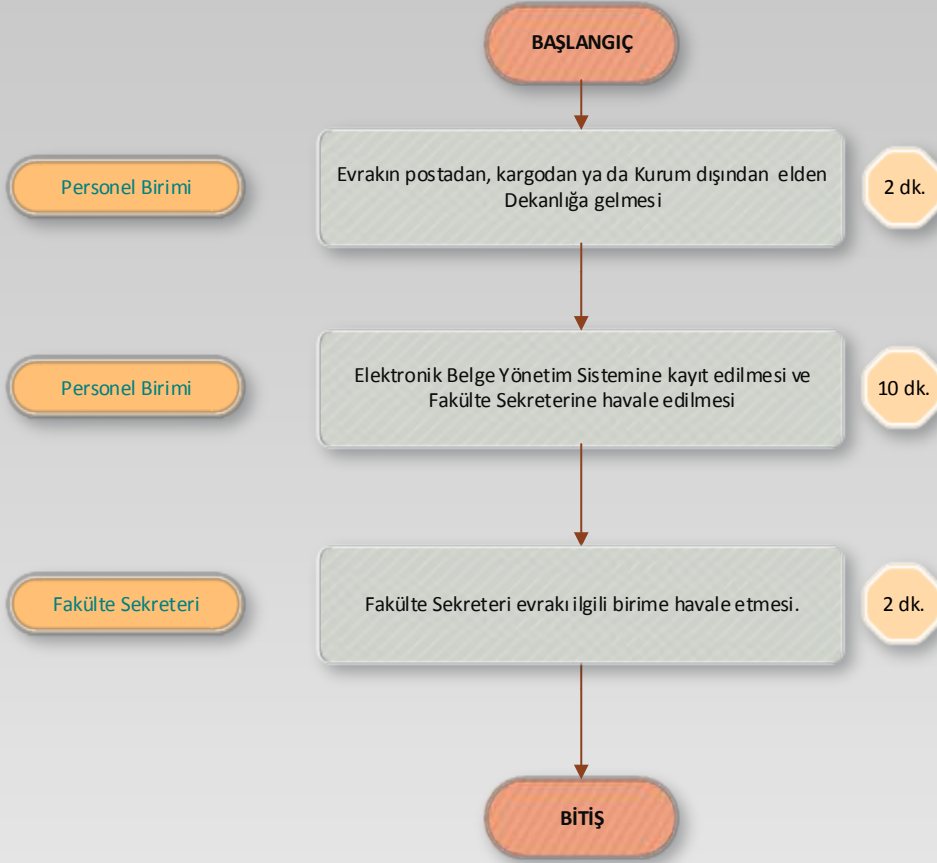 BAŞLANGIÇ
Personel Birimi
Evrakın postadan, kargodan ya da Kurum dışından elden
Dekanlığa gelmesi
2 dk.
Personel Birimi
Elektronik Belge Yönetim Sistemine kayıt edilmesi ve
Fakülte Sekreterine havale edilmesi
10 dk.
Fakülte Sekreteri
Fakülte Sekreteri evrakı ilgili birime havale etmesi.
2 dk.
BİTİŞ